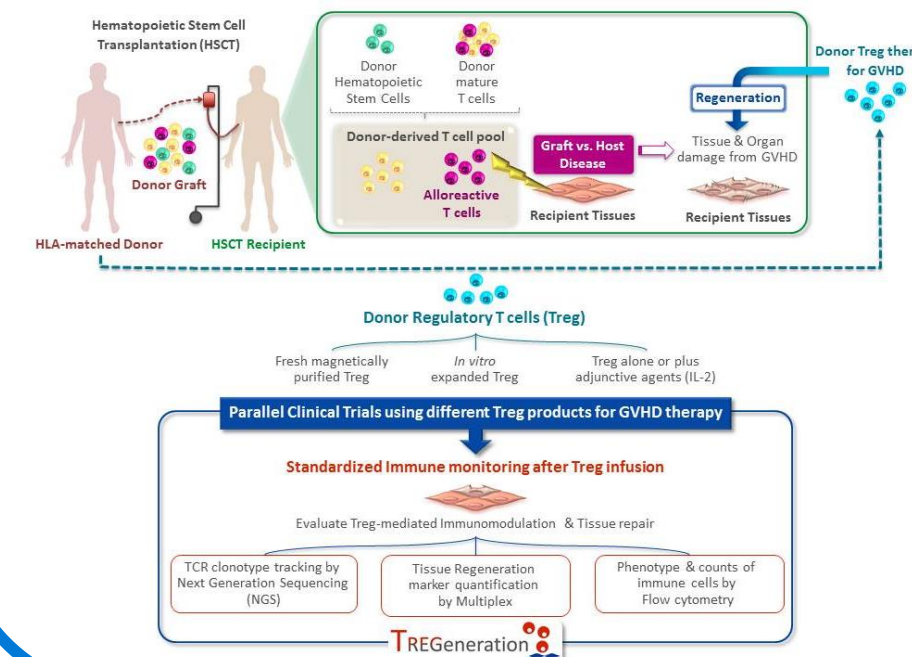 Hematopoietic Stem Cell
Transplantation (HSCT)
Donor Graft
HLA-matched Donor
HSCT Recipient
Donor
Hematopoietic
Stem Cells
Donor
mature
T cells
Donor-derived T cell pool
Alloreactive
T cells
Graft vs. Host
Disease
Recipient Tissues
Regeneration
Tissue & Organ
damage from GVHD
Recipient Tissues
Donor Treg ther
for GVHD
Donor Regulatory T cells (Treg)
Fresh magnetically
purified Treg
In vitro
expanded Treg
Treg alone or plus
adjunctive agents (IL-2)
Parallel Clinical Trials using different Treg products for GVHD therapy
Standardized Immune monitoring after Treg infusion
Evaluate Treg-mediated Immunomodulation & Tissue repair
TCR clonotype tracking by
Next Generation Sequencing
(NGS)
Tissue Regeneration
marker quantification
by Multiplex
Phenotype & counts of
immune cells by
Flow cytometry
TREGeneration